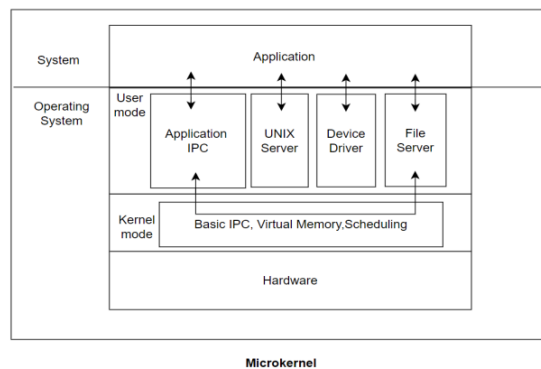 System
Application
Operating
System
User
mode
Application
IPC
UNIX
Server
Device
Driver
File
Server
Kernel
mode
Basic IPC, Virtual Memory,Scheduling
Hardware
Microkernel